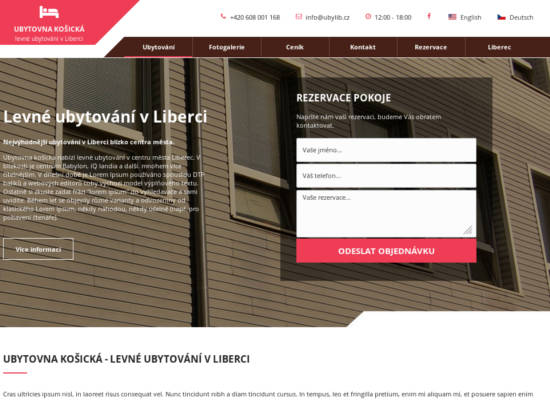 UBYTOVNA KOŠICKÁ
levné ubytování v Liberci
+420 608 001 168
info@ubylib.cz
12:00 - 18:00
English
Deutsch
Ubytování
Fotogalerie
Ceník
Kontakt
Rezervace
Liberec
Levné ubytování v Liberci
Nejvýhodnější ubytování v Liberci blízko centra města.
Ubytovna košická nabízí levné ubytování v centru města Liberec. V
blízkosti je centrum Babylon, iQ landia a další, mnohem více
užitečným. V dnešní době je Lorem Ipsum používáno spoustou DTP
balíků a webových editorů coby výchozí model výplňového textu.
Ostatně si zkuste zadat frázi "lorem ipsum" do vyhledavače a sami
uvidíte. Během let se objevily různé varianty a odvozeniny od
klasického Lorem Ipsum, někdy náhodou, někdy účelně (např. pro
pobavení čtenáře).
Více informací
REZERVACE POKOJE
Napište nám vaši rezervaci, budeme Vás obratem
kontaktovat.
Vaše jméno...
Váš telefon...
Vaše rezervace...
ODESLAT OBJEDNÁVKU
UBYTOVNA KOŠICKÁ - LEVNÉ UBYTOVÁNÍ V LIBERCI
Cras ultricies ipsum nisl, in laoreet risus consequat vel. Nunc tincidunt nibh a diam tincidunt cursus. In tempus, leo et fringilla pretium, enim mi aliquam mi, et posuere sapien enim